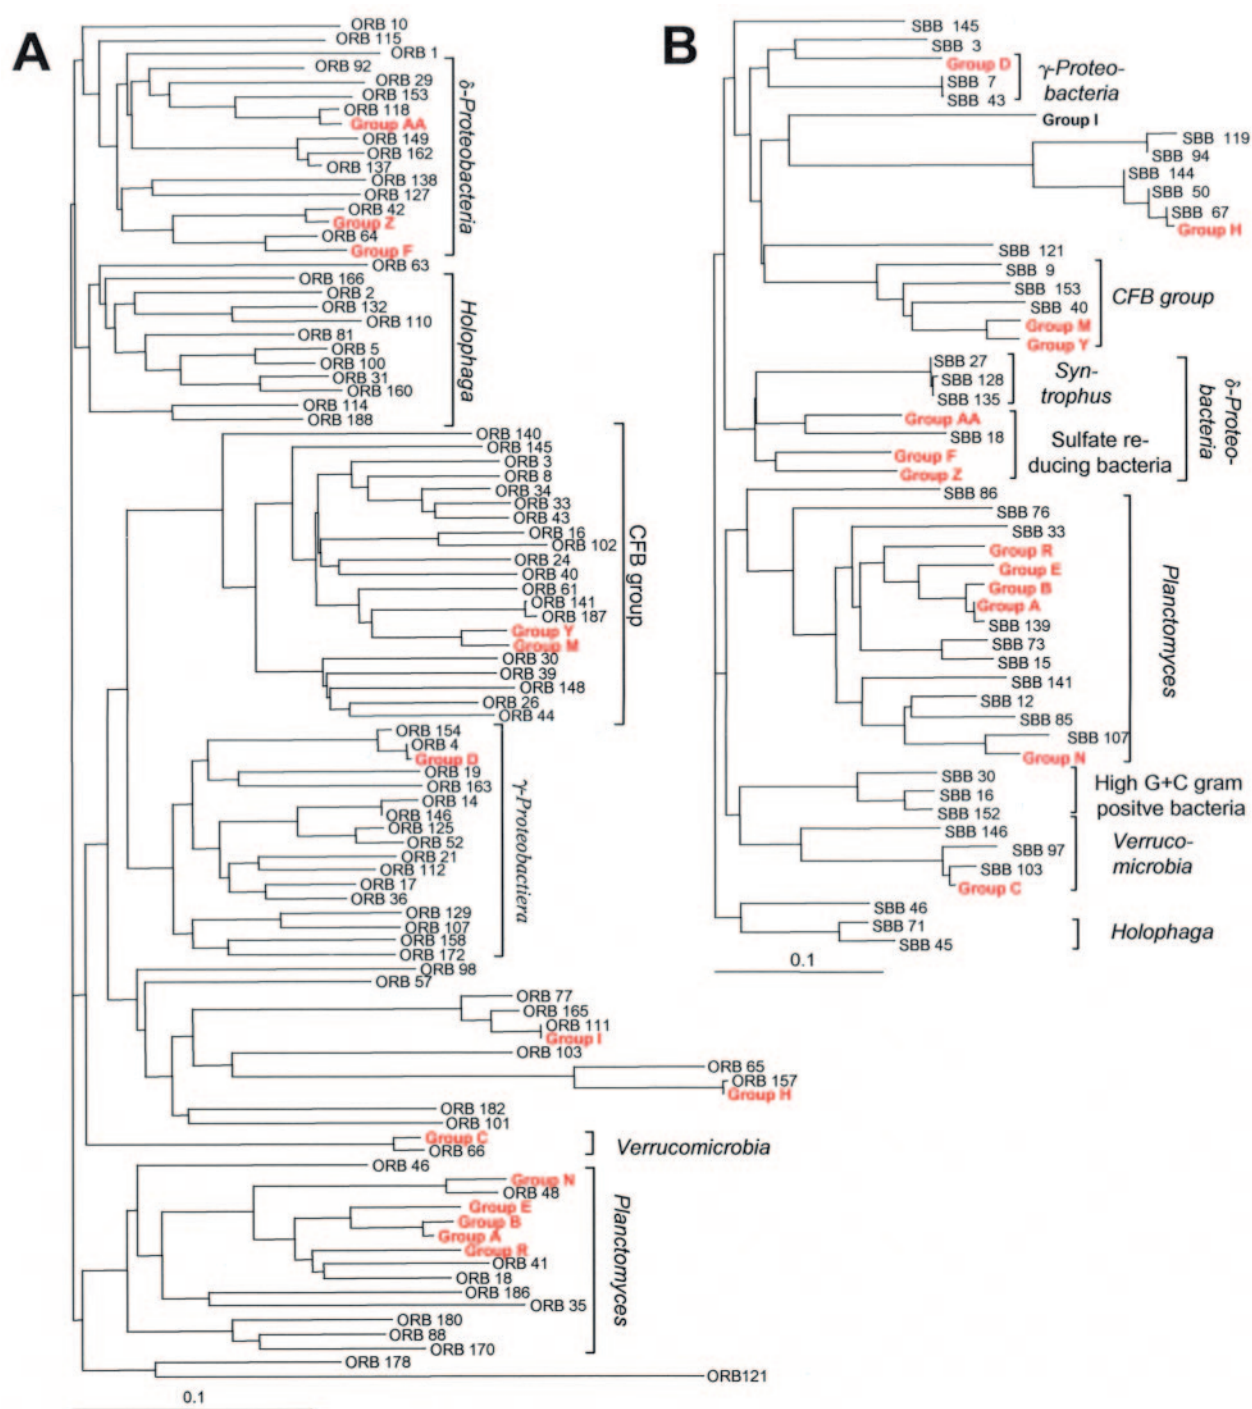 A
ORB 10
ORB 115
ORB 1
ORB 92
ORB 29
ORB 153
ORB 118
Group AA
ORB 149
ORB 162
ORB 137
ORB 138
ORB 127
ORB 42
Group Z
ORB 64
Group F
δ-Proteobacteria
ORB 63
ORB 166
ORB 2
ORB 132
ORB 110
ORB 81
ORB 5
ORB 100
ORB 31
ORB 160
ORB 114
ORB 188
Holophaga
ORB 140
ORB 145
ORB 3
ORB 8
ORB 34
ORB 33
ORB 43
ORB 16
ORB 102
ORB 24
ORB 40
ORB 61
ORB 141
ORB 187
Group Y
Group M
ORB 30
ORB 39
ORB 148
ORB 26
ORB 44
CFB group
ORB 154
ORB 4
Group D
ORB 19
ORB 163
ORB 14
ORB 146
ORB 125
ORB 52
ORB 21
ORB 112
ORB 17
ORB 36
ORB 129
ORB 107
ORB 158
ORB 172
γ-Proteobactiera
ORB 98
ORB 57
ORB 77
ORB 165
ORB 111
Group I
ORB 103
ORB 65
ORB 157
Group H
ORB 182
ORB 101
Group C
ORB 66
Verrucomicrobia
ORB 46
Group N
ORB 48
Group E
Group B
Group A
Group R
ORB 41
ORB 18
ORB 186
ORB 35
ORB 180
ORB 88
ORB 170
Planctomyces
ORB 178
ORB121
0.1
B
SBB 145
SBB 3
Group D
SBB 7
SBB 43
γ-Proteo-
bacteria
Group I
SBB 119
SBB 94
SBB 144
SBB 50
SBB 67
Group H
SBB 121
SBB 9
SBB 153
SBB 40
Group M
Group Y
CFB group
SBB 27
SBB 128
SBB 135
Syn-
trophus
Group AA
SBB 18
Group F
Group Z
Sulfate re-
ducing bacteria
δ-Proteo-
bacteria
SBB 86
SBB 76
SBB 33
Group R
Group E
Group B
Group A
SBB 139
SBB 73
SBB 15
SBB 141
SBB 12
SBB 85
SBB 107
Group N
Planctomyces
SBB 30
SBB 16
SBB 152
High G+C gram
positve bacteria
SBB 146
SBB 97
SBB 103
Group C
Verruco-
microbia
SBB 46
SBB 71
SBB 45
Holophaga
0.1